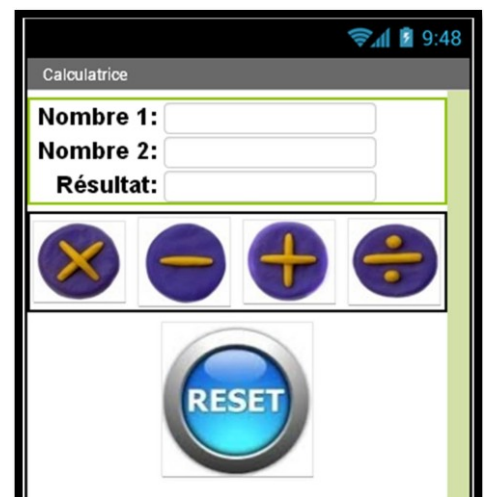 9:48
Calculatrice
Nombre 1:
Nombre 2:
Résultat:
× − + ÷
RESET